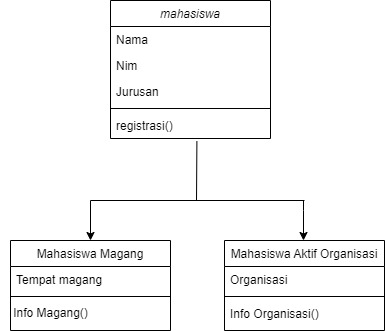 mahasiswa
Nama
Nim
Jurusan
registrasi()
Mahasiswa Magang
Tempat magang
Info Magang()
Mahasiswa Aktif Organisasi
Organisasi
Info Organisasi()